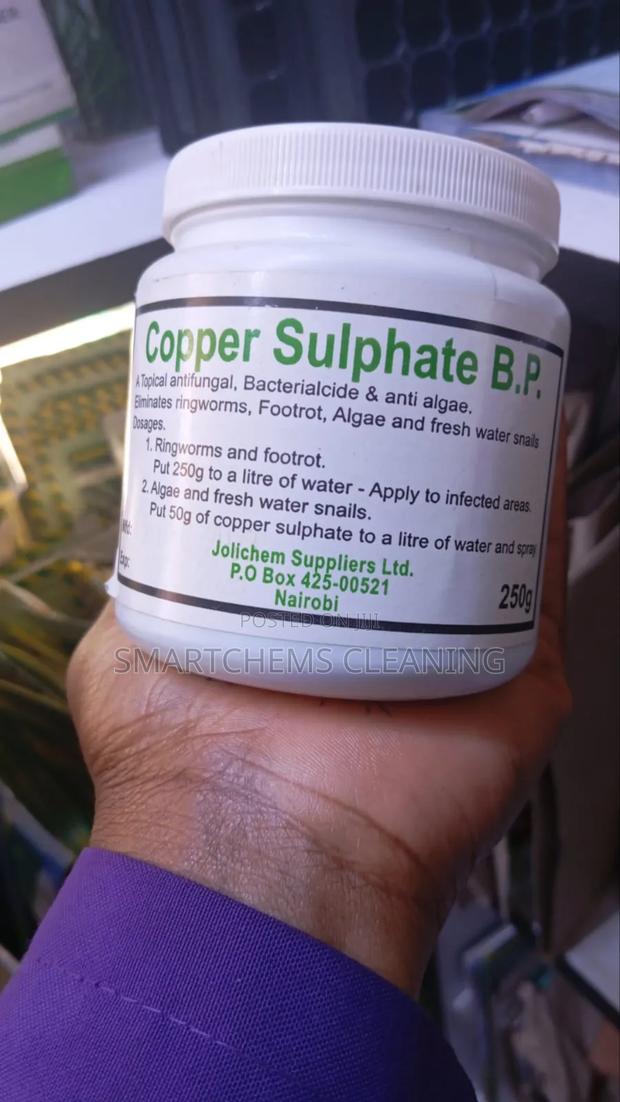 Copper Sulphate B.P.
A Topical antifungal, Bacterialcide & anti algae.
Eliminates ringworms, Footrot, Algae and fresh water snails
Dosages.
1. Ringworms and footrot.
Put 250g to a litre of water - Apply to infected areas.
2. Algae and fresh water snails.
Put 50g of copper sulphate to a litre of water and spray
Mfd:
Exp:
Jolichem Suppliers Ltd.
P.O Box 425-00521
Nairobi
250g
POSTED ON JIJI
SMARTCHEMS CLEANING